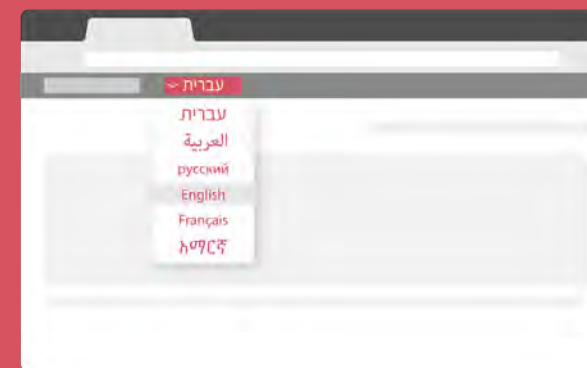 עברית
עברית
العربية
русский
English
Français
አማርኛ